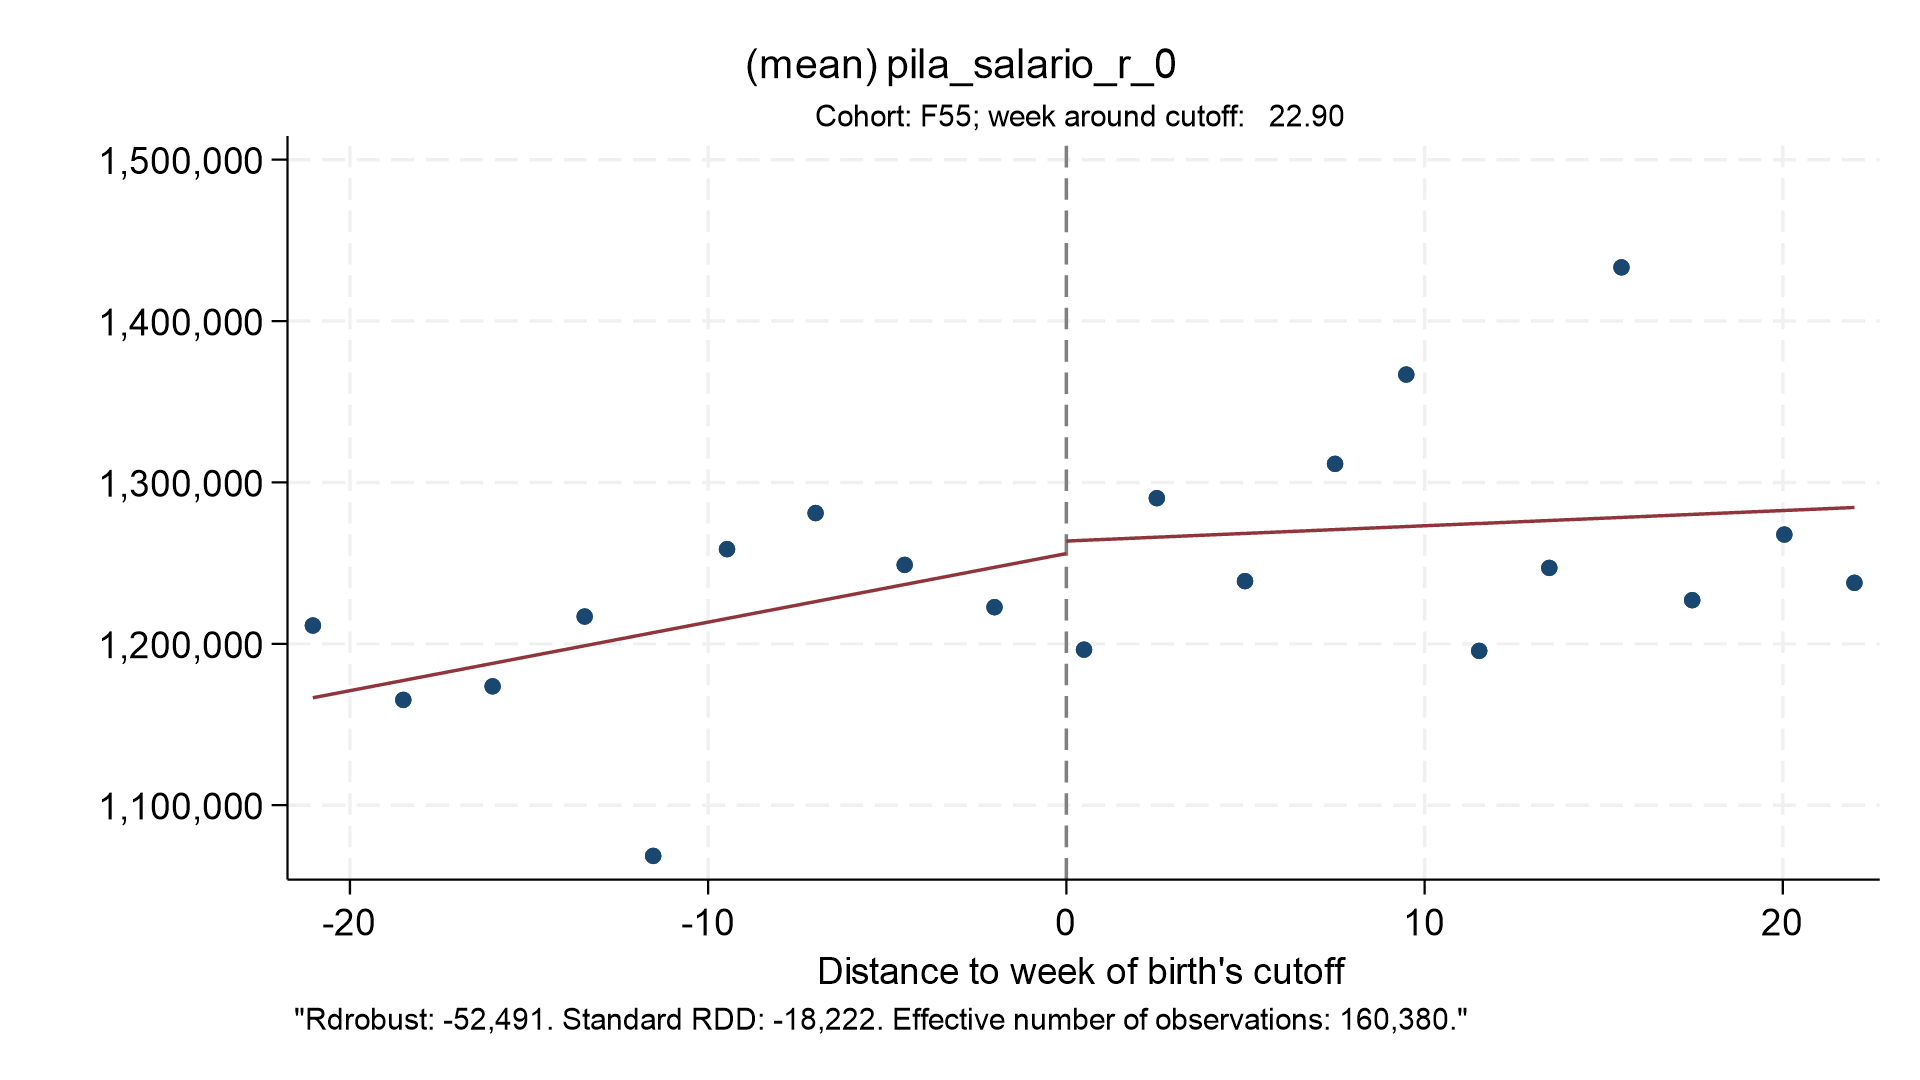 (mean) pila_salario_r_0
Cohort: F55; week around cutoff: 22.90
1,500,000
1,400,000
1,300,000
1,200,000
1,100,000
-20
-10
0
10
20
Distance to week of birth's cutoff
"Rdrobust: -52,491. Standard RDD: -18,222. Effective number of observations: 160,380."